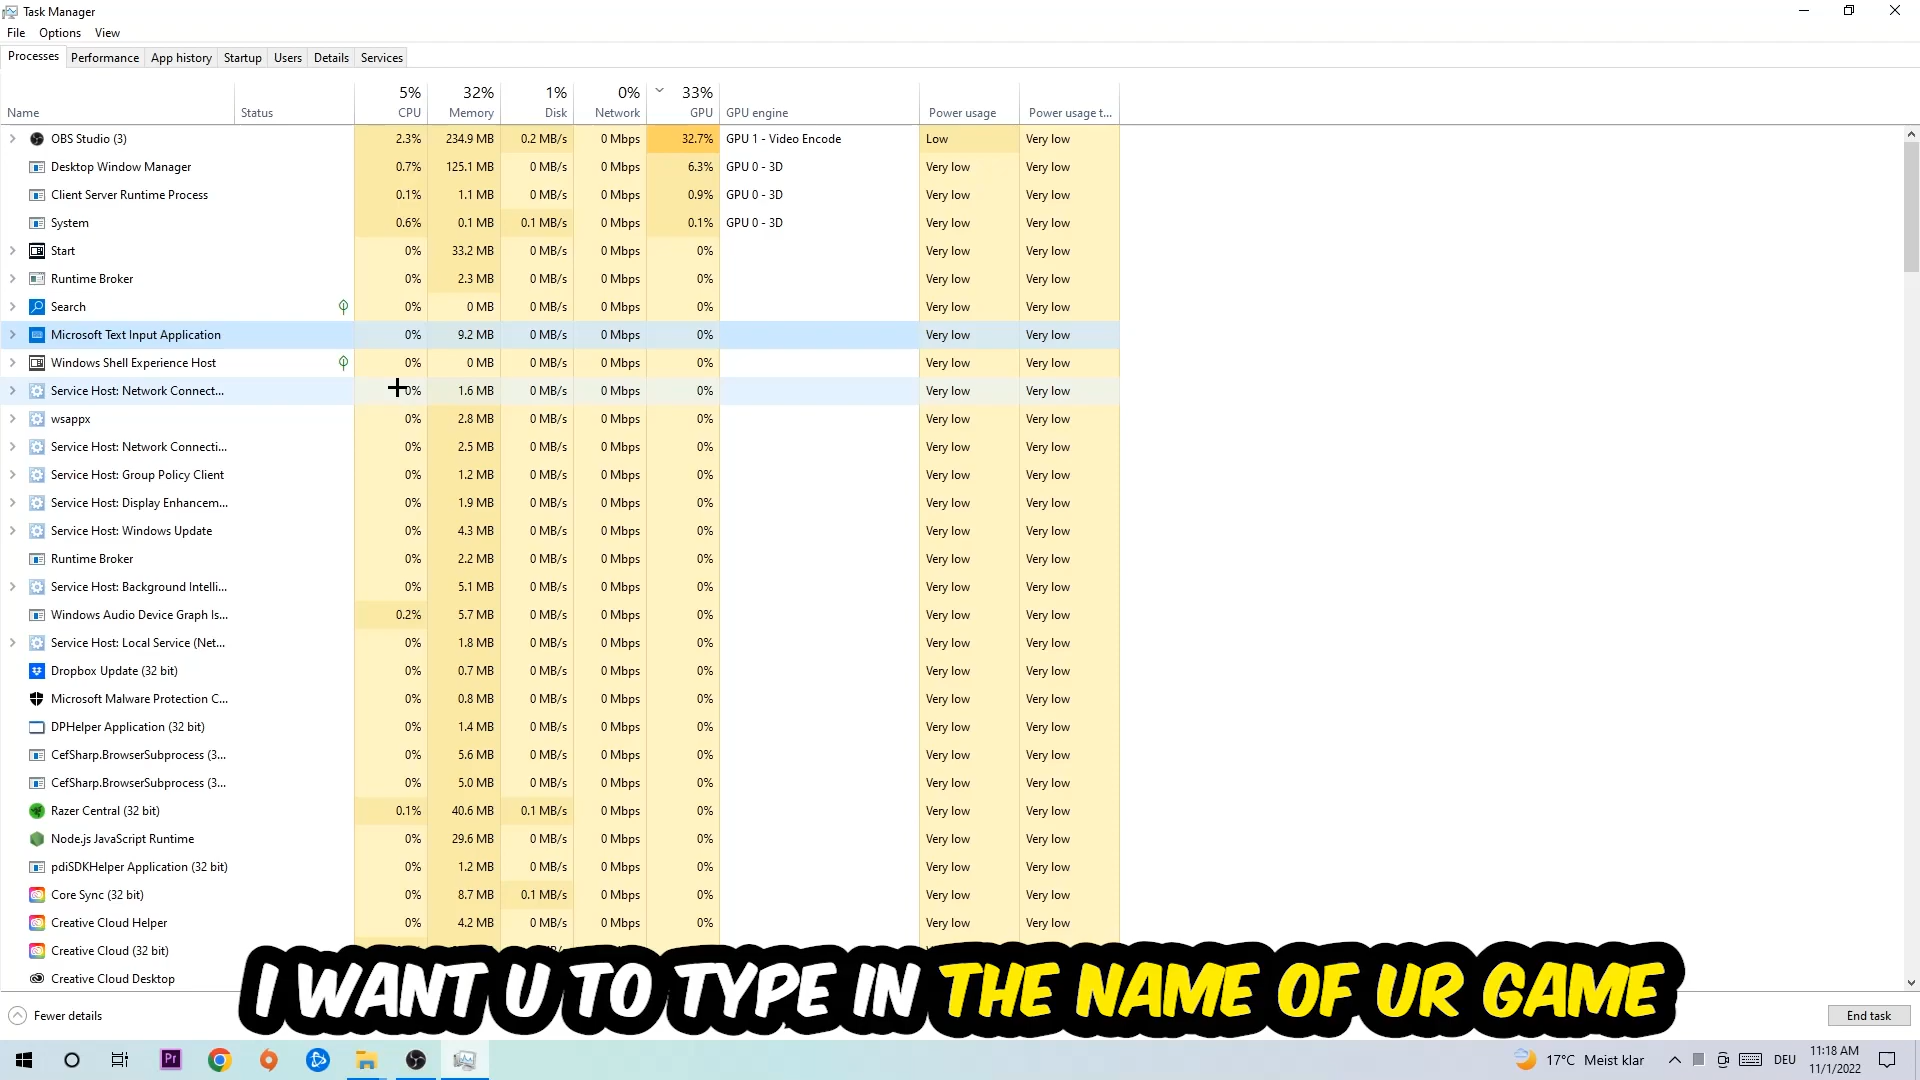 Task Manager
File Options View
Processes Performance App history Startup Users Details Services
5% 32% 1% 0% 33%
Name Status CPU Memory Disk Network GPU GPU engine Power usage Power usage t...
OBS Studio (3) 2.3% 234.9 MB 0.2 MB/s 0 Mbps 32.7% GPU 1 - Video Encode Low Very low
Desktop Window Manager 0.7% 125.1 MB 0 MB/s 0 Mbps 6.3% GPU 0 - 3D Very low Very low
Client Server Runtime Process 0.1% 1.1 MB 0 MB/s 0 Mbps 0.9% GPU 0 - 3D Very low Very low
System 0.6% 0.1 MB 0.1 MB/s 0 Mbps 0.1% GPU 0 - 3D Very low Very low
Start 0% 33.2 MB 0 MB/s 0 Mbps 0% Very low Very low
Runtime Broker 0% 2.3 MB 0 MB/s 0 Mbps 0% Very low Very low
Search 0% 0 MB 0 MB/s 0 Mbps 0% Very low Very low
Microsoft Text Input Application 0% 9.2 MB 0 MB/s 0 Mbps 0% Very low Very low
Windows Shell Experience Host 0% 0 MB 0 MB/s 0 Mbps 0% Very low Very low
Service Host: Network Connect... 0% 1.6 MB 0 MB/s 0 Mbps 0% Very low Very low
wsappx 0% 2.8 MB 0 MB/s 0 Mbps 0% Very low Very low
Service Host: Network Connecti... 0% 2.5 MB 0 MB/s 0 Mbps 0% Very low Very low
Service Host: Group Policy Client 0% 1.2 MB 0 MB/s 0 Mbps 0% Very low Very low
Service Host: Display Enhancem... 0% 1.9 MB 0 MB/s 0 Mbps 0% Very low Very low
Service Host: Windows Update 0% 4.3 MB 0 MB/s 0 Mbps 0% Very low Very low
Runtime Broker 0% 2.2 MB 0 MB/s 0 Mbps 0% Very low Very low
Service Host: Background Intelli... 0% 5.1 MB 0 MB/s 0 Mbps 0% Very low Very low
Windows Audio Device Graph Is... 0.2% 5.7 MB 0 MB/s 0 Mbps 0% Very low Very low
Service Host: Local Service (Net... 0% 1.8 MB 0 MB/s 0 Mbps 0% Very low Very low
Dropbox Update (32 bit) 0% 0.7 MB 0 MB/s 0 Mbps 0% Very low Very low
Microsoft Malware Protection C... 0% 0.8 MB 0 MB/s 0 Mbps 0% Very low Very low
DPHelper Application (32 bit) 0% 1.4 MB 0 MB/s 0 Mbps 0% Very low Very low
CefSharp.BrowserSubprocess (3... 0% 5.6 MB 0 MB/s 0 Mbps 0% Very low Very low
CefSharp.BrowserSubprocess (3... 0% 5.0 MB 0 MB/s 0 Mbps 0% Very low Very low
Razer Central (32 bit) 0.1% 40.6 MB 0.1 MB/s 0 Mbps 0% Very low Very low
Node.js JavaScript Runtime 0% 29.6 MB 0 MB/s 0 Mbps 0% Very low Very low
pdiSDKHelper Application (32 bit) 0% 1.2 MB 0 MB/s 0 Mbps 0% Very low Very low
Core Sync (32 bit) 0% 8.7 MB 0.1 MB/s 0 Mbps 0% Very low Very low
Creative Cloud Helper 0% 4.2 MB 0 MB/s 0 Mbps 0% Very low Very low
Creative Cloud (32 bit)
Creative Cloud Desktop
I WANT U TO TYPE IN THE NAME OF UR GAME
Fewer details End task
Pr 17°C Meist klar DEU 11:18 AM
11/1/2022